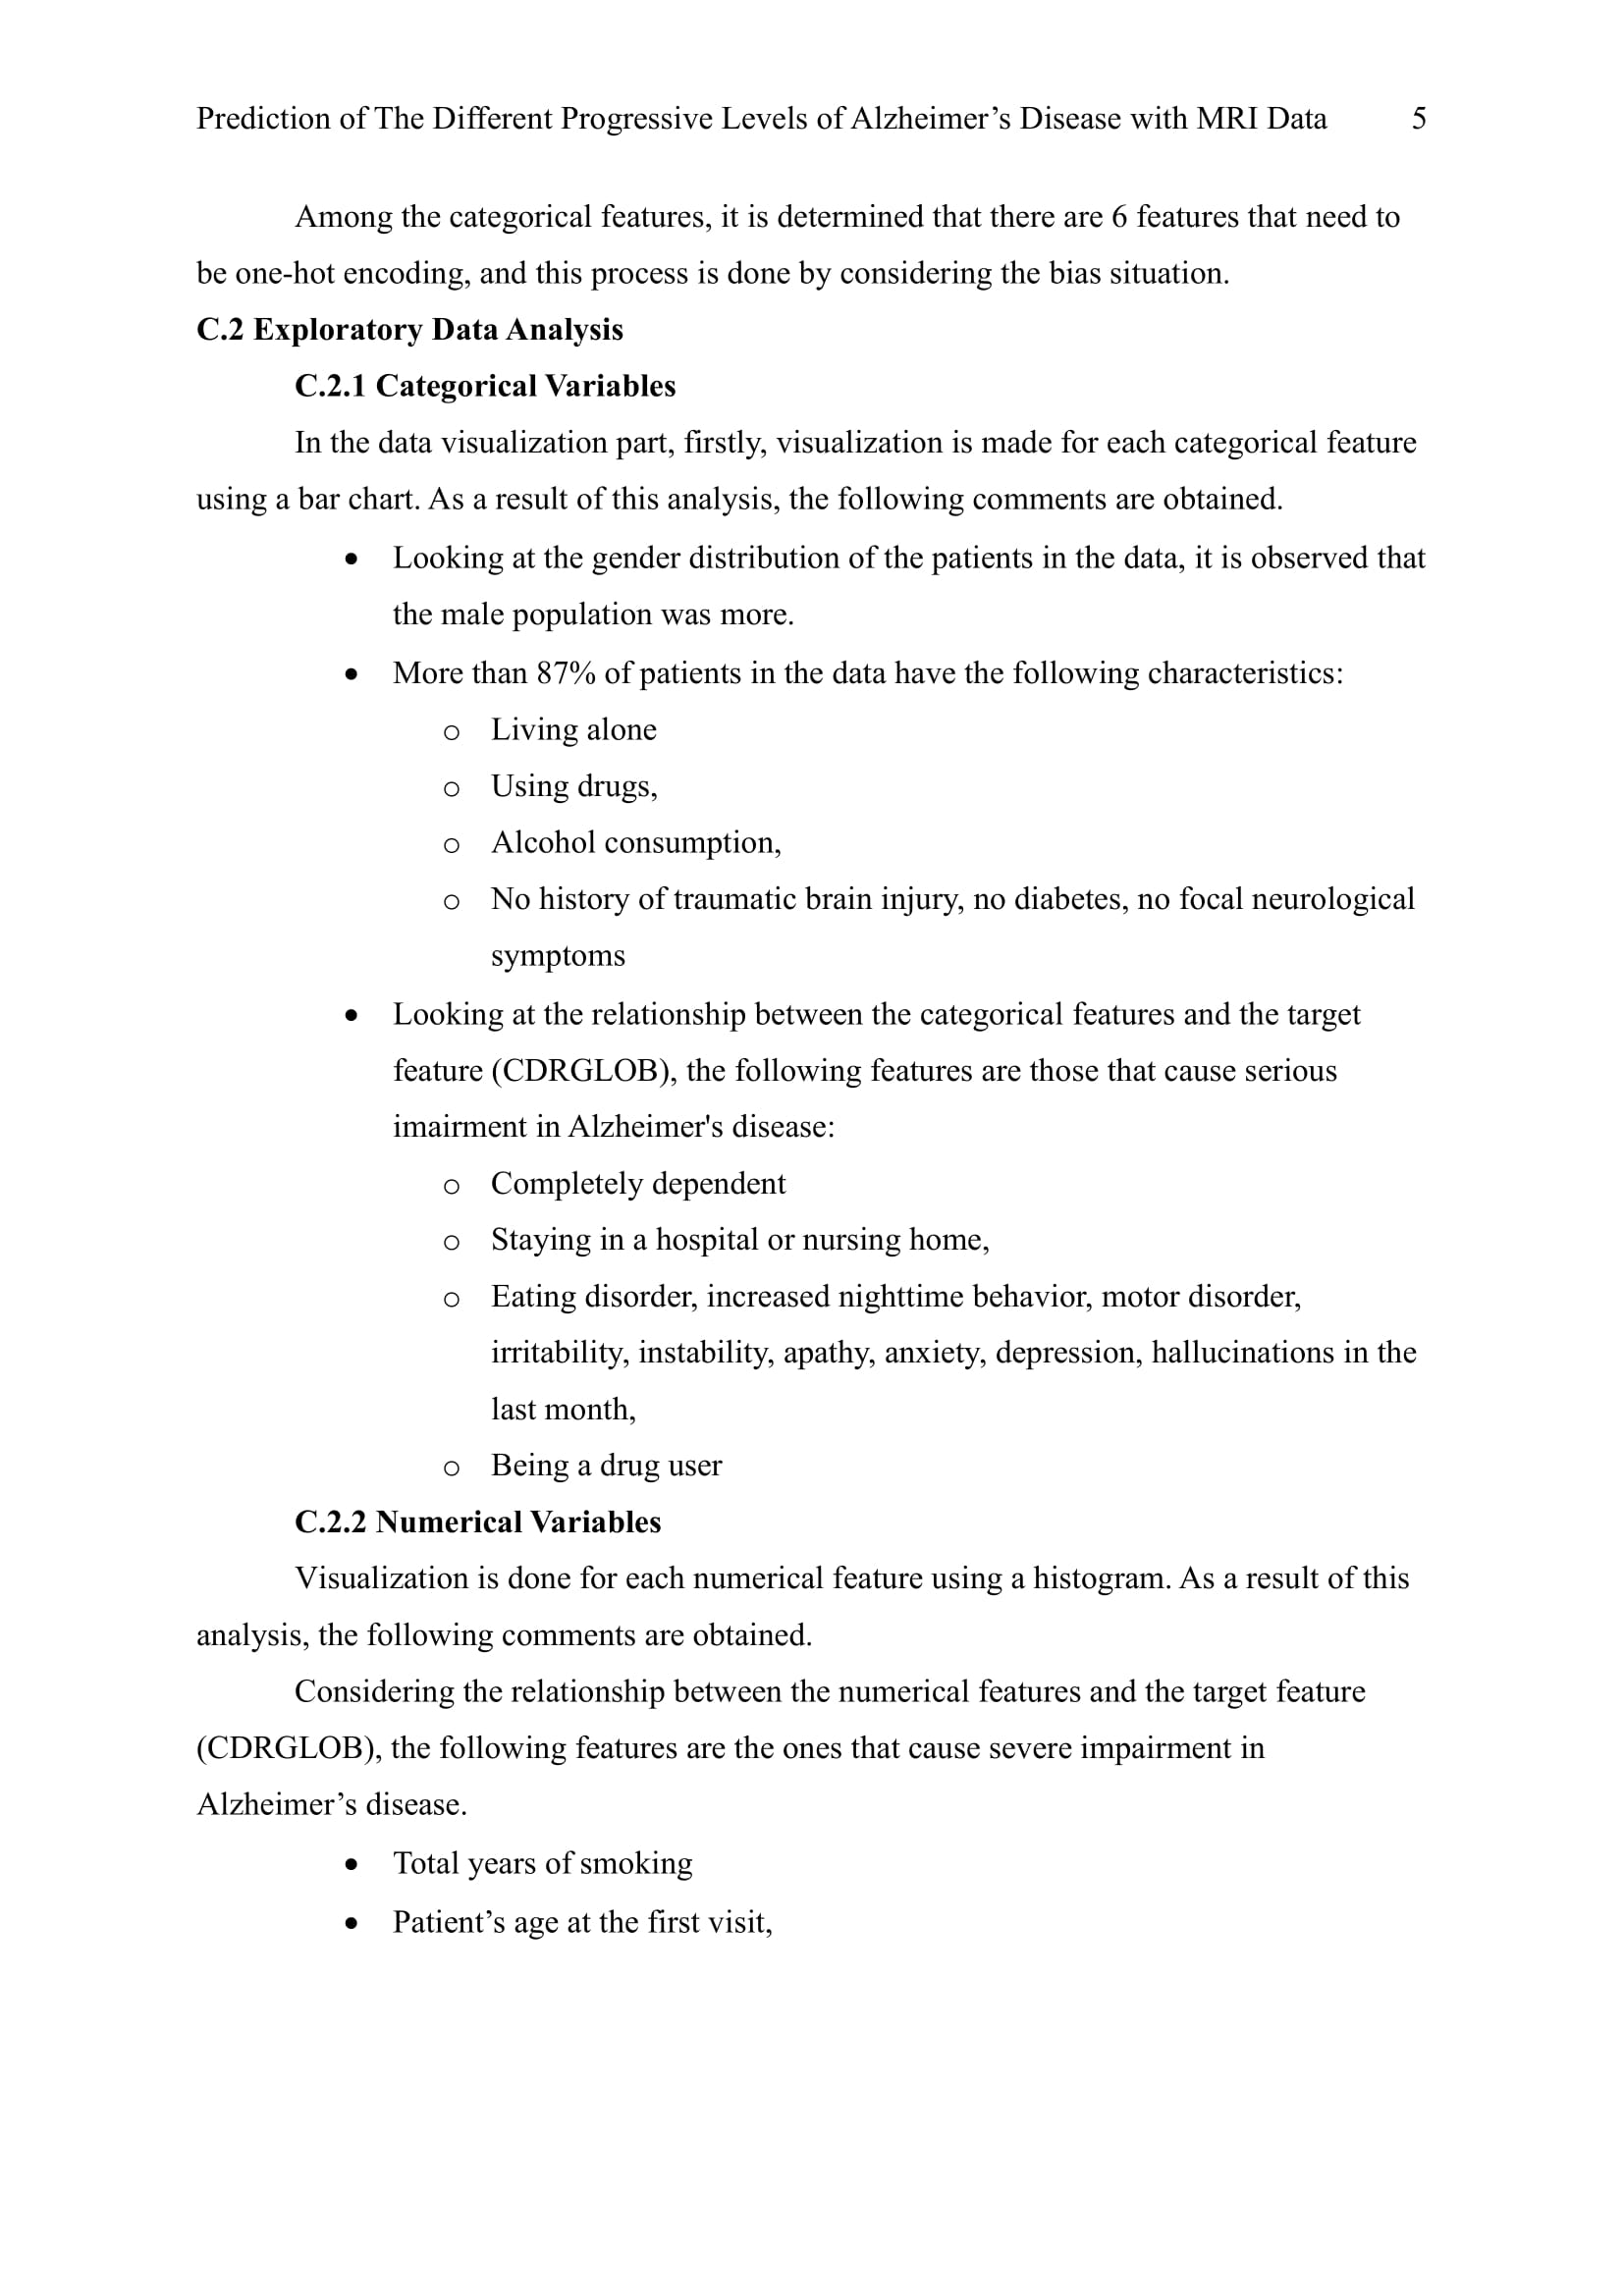 Prediction of The Different Progressive Levels of Alzheimer’s Disease with MRI Data 5
Among the categorical features, it is determined that there are 6 features that need to
be one-hot encoding, and this process is done by considering the bias situation.
C.2 Exploratory Data Analysis
C.2.1 Categorical Variables
In the data visualization part, firstly, visualization is made for each categorical feature
using a bar chart. As a result of this analysis, the following comments are obtained.
• Looking at the gender distribution of the patients in the data, it is observed that
the male population was more.
• More than 87% of patients in the data have the following characteristics:
o Living alone
o Using drugs,
o Alcohol consumption,
o No history of traumatic brain injury, no diabetes, no focal neurological
symptoms
• Looking at the relationship between the categorical features and the target
feature (CDRGLOB), the following features are those that cause serious
imairment in Alzheimer's disease:
o Completely dependent
o Staying in a hospital or nursing home,
o Eating disorder, increased nighttime behavior, motor disorder,
irritability, instability, apathy, anxiety, depression, hallucinations in the
last month,
o Being a drug user
C.2.2 Numerical Variables
Visualization is done for each numerical feature using a histogram. As a result of this
analysis, the following comments are obtained.
Considering the relationship between the numerical features and the target feature
(CDRGLOB), the following features are the ones that cause severe impairment in
Alzheimer’s disease.
• Total years of smoking
• Patient’s age at the first visit,